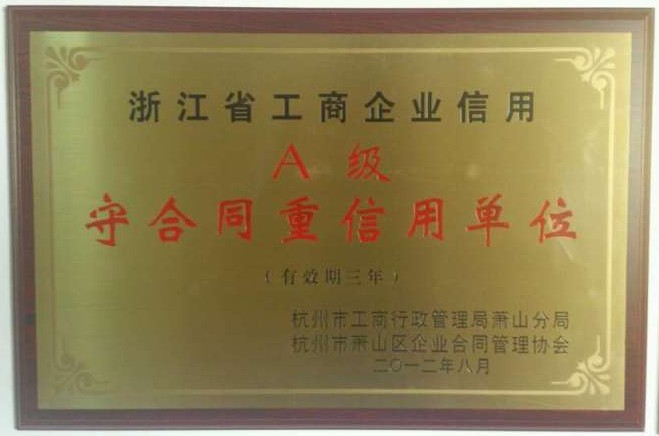 浙江省工商企业信用
A 级
守合同重信用单位
（有效期三年）
杭州市工商行政管理局萧山分局
杭州市萧山区企业合同管理协会
二〇一二年八月